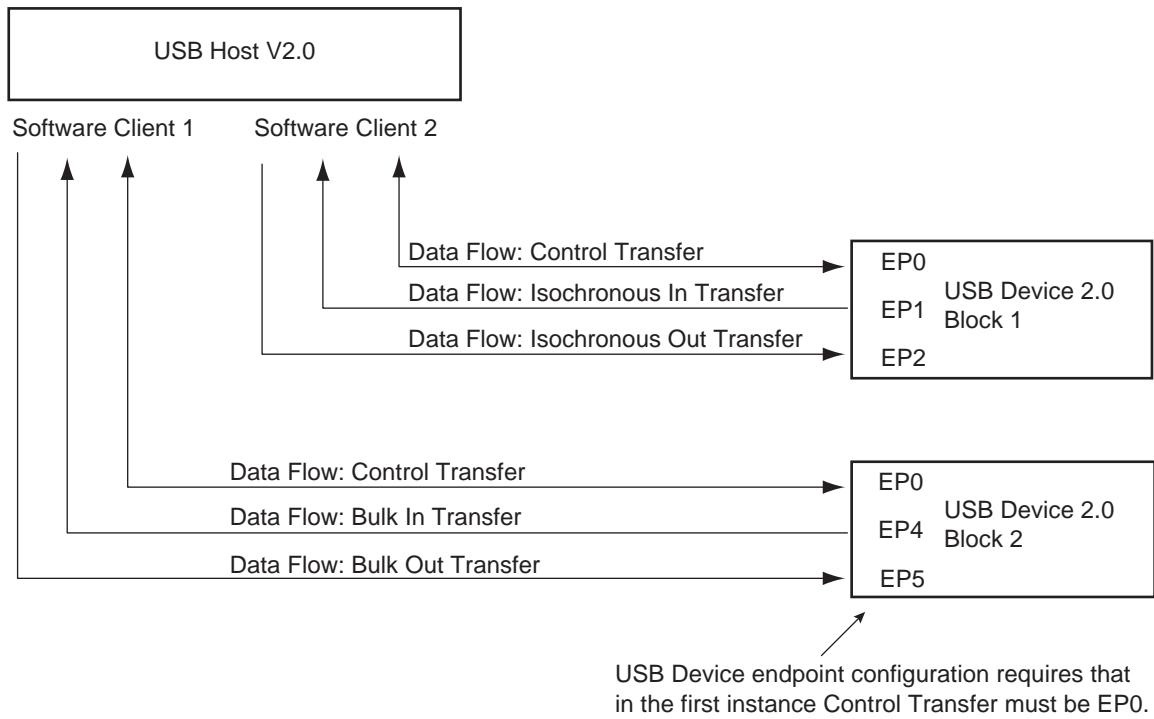 USB Host V2.0
Software Client 1
Software Client 2
Data Flow: Control Transfer
Data Flow: Isochronous In Transfer
Data Flow: Isochronous Out Transfer
EP0
EP1
EP2
USB Device 2.0
Block 1
Data Flow: Control Transfer
Data Flow: Bulk In Transfer
Data Flow: Bulk Out Transfer
EP0
EP4
EP5
USB Device 2.0
Block 2
USB Device endpoint configuration requires that
in the first instance Control Transfer must be EP0.